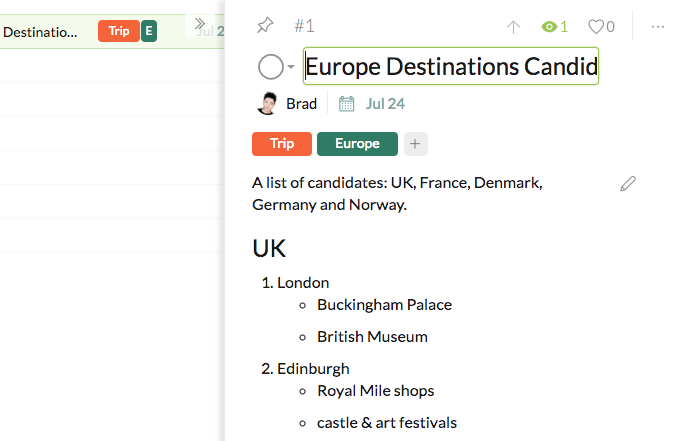 Destinatio... Trip E Jul 2
#1
1
0
Europe Destinations Candid
Brad
Jul 24
Trip
Europe
+
A list of candidates: UK, France, Denmark,
Germany and Norway.
UK
1. London
Buckingham Palace
British Museum
2. Edinburgh
Royal Mile shops
castle & art festivals